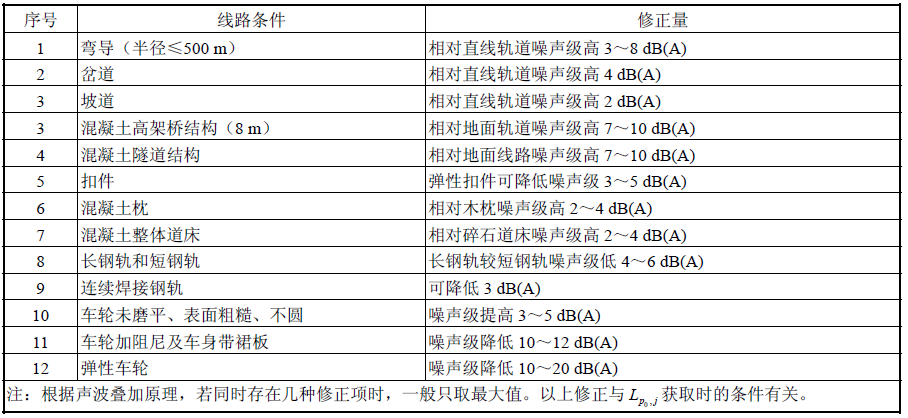 序号 线路条件 修正量
1 弯导（半径≤500 m） 相对直线轨道噪声级高 3～8 dB(A)
2 岔道 相对直线轨道噪声级高 4 dB(A)
3 坡道 相对直线轨道噪声级高 2 dB(A)
3 混凝土高架桥结构（8 m） 相对地面轨道噪声级高 7～10 dB(A)
4 混凝土隧道结构 相对地面线路噪声级高 7～10 dB(A)
5 扣件 弹性扣件可降低噪声级 3～5 dB(A)
6 混凝土枕 相对木枕噪声级高 2～4 dB(A)
7 混凝土整体道床 相对碎石道床噪声级高 2～4 dB(A)
8 长钢轨和短钢轨 长钢轨较短钢轨噪声级低 4～6 dB(A)
9 连续焊接钢轨 可降低 3 dB(A)
10 车轮未磨平、表面粗糙、不圆 噪声级提高 3～5 dB(A)
11 车轮加阻尼及车身带裙板 噪声级降低 10～12 dB(A)
12 弹性车轮 噪声级降低 10～20 dB(A)
注：根据声波叠加原理，若同时存在几种修正项时，一般只取最大值。以上修正与 Lp₀,j 获取时的条件有关。